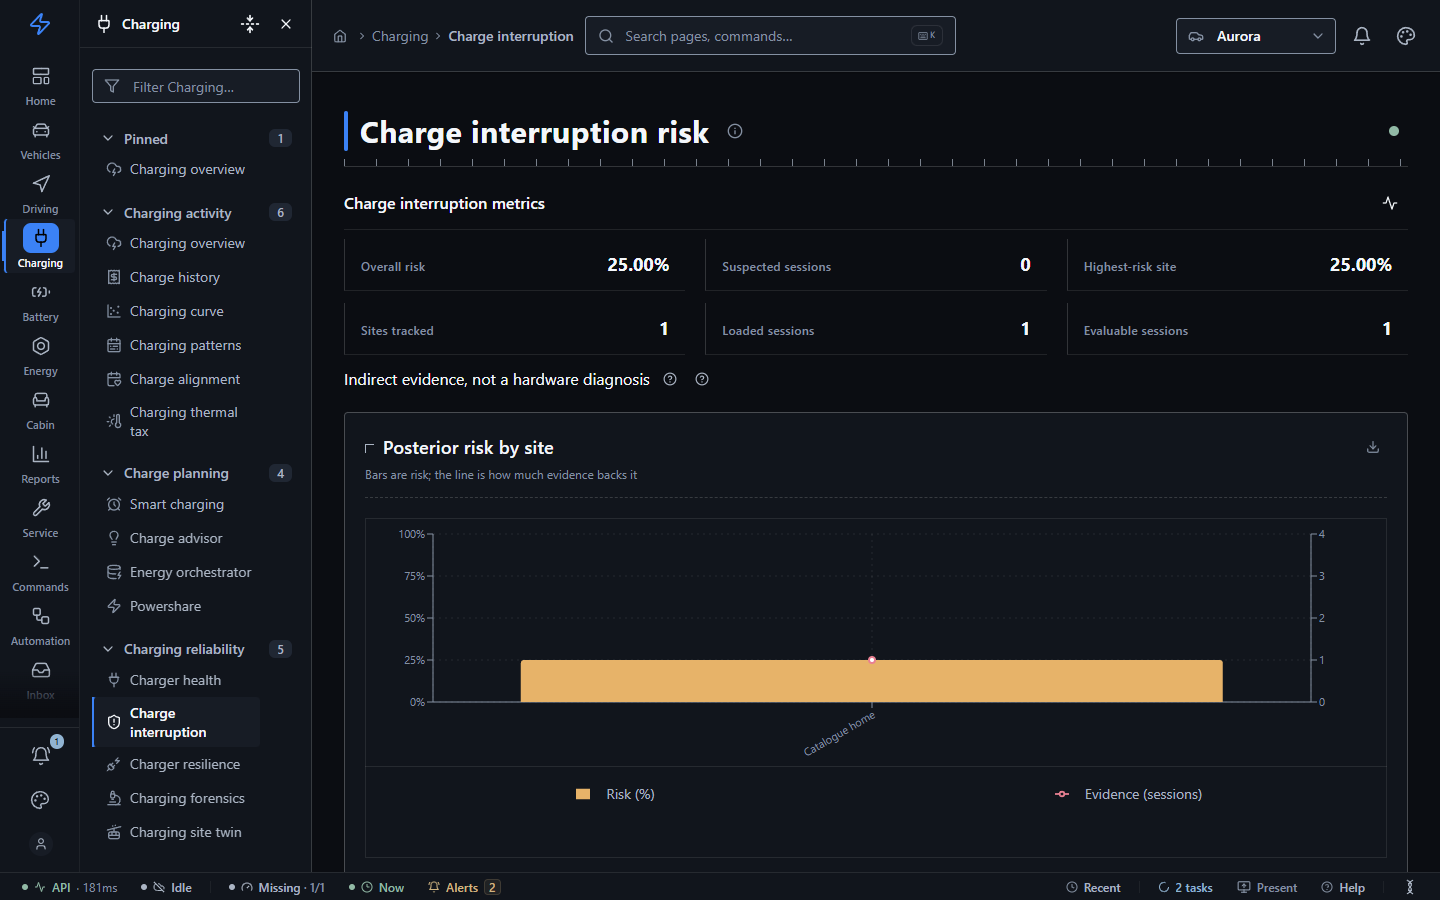 Charging
Home
Vehicles
Driving
Charging
Battery
Energy
Cabin
Reports
Service
Commands
Automation
Inbox
1
Filter Charging...
Pinned 1
Charging overview
Charging activity 6
Charging overview
Charge history
Charging curve
Charging patterns
Charge alignment
Charging thermal
tax
Charge planning 4
Smart charging
Charge advisor
Energy orchestrator
Powershare
Charging reliability 5
Charger health
Charge
interruption
Charger resilience
Charging forensics
Charging site twin
Charging > Charge interruption
Search pages, commands... K
Aurora
Charge interruption risk
Charge interruption metrics
Overall risk 25.00%
Suspected sessions 0
Highest-risk site 25.00%
Sites tracked 1
Loaded sessions 1
Evaluable sessions 1
Indirect evidence, not a hardware diagnosis
Posterior risk by site
Bars are risk; the line is how much evidence backs it
100% 4
75% 3
50% 2
25% 1
0% 0
Catalogue home
Risk (%) Evidence (sessions)
API · 181ms Idle Missing · 1/1 Now Alerts 2 Recent 2 tasks Present Help